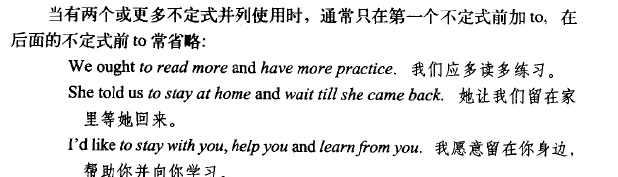 当有两个或更多不定式并列使用时，通常只在第一个不定式前加 to，在
后面的不定式前 to 常省略：
We ought to read more and have more practice. 我们应多读多练习。
She told us to stay at home and wait till she came back. 她让我们留在家
里等她回来。
I'd like to stay with you, help you and learn from you. 我愿意留在你身边，
帮助你并向你学习。